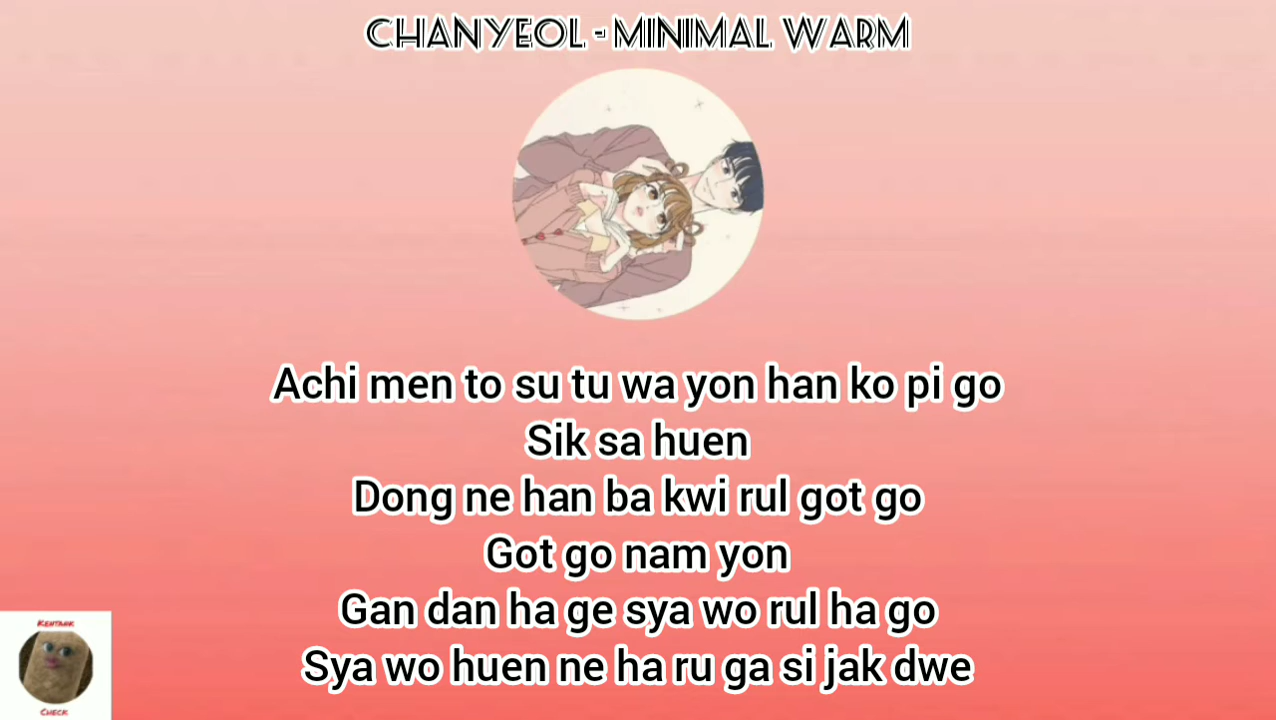 CHANYEOL - MINIMAL WARM
Achi men to su tu wa yon han ko pi go
Sik sa huen
Dong ne han ba kwi rul got go
Got go nam yon
Gan dan ha ge sya wo rul ha go
Sya wo huen ne ha ru ga si jak dwe
KENTANK
CHECK